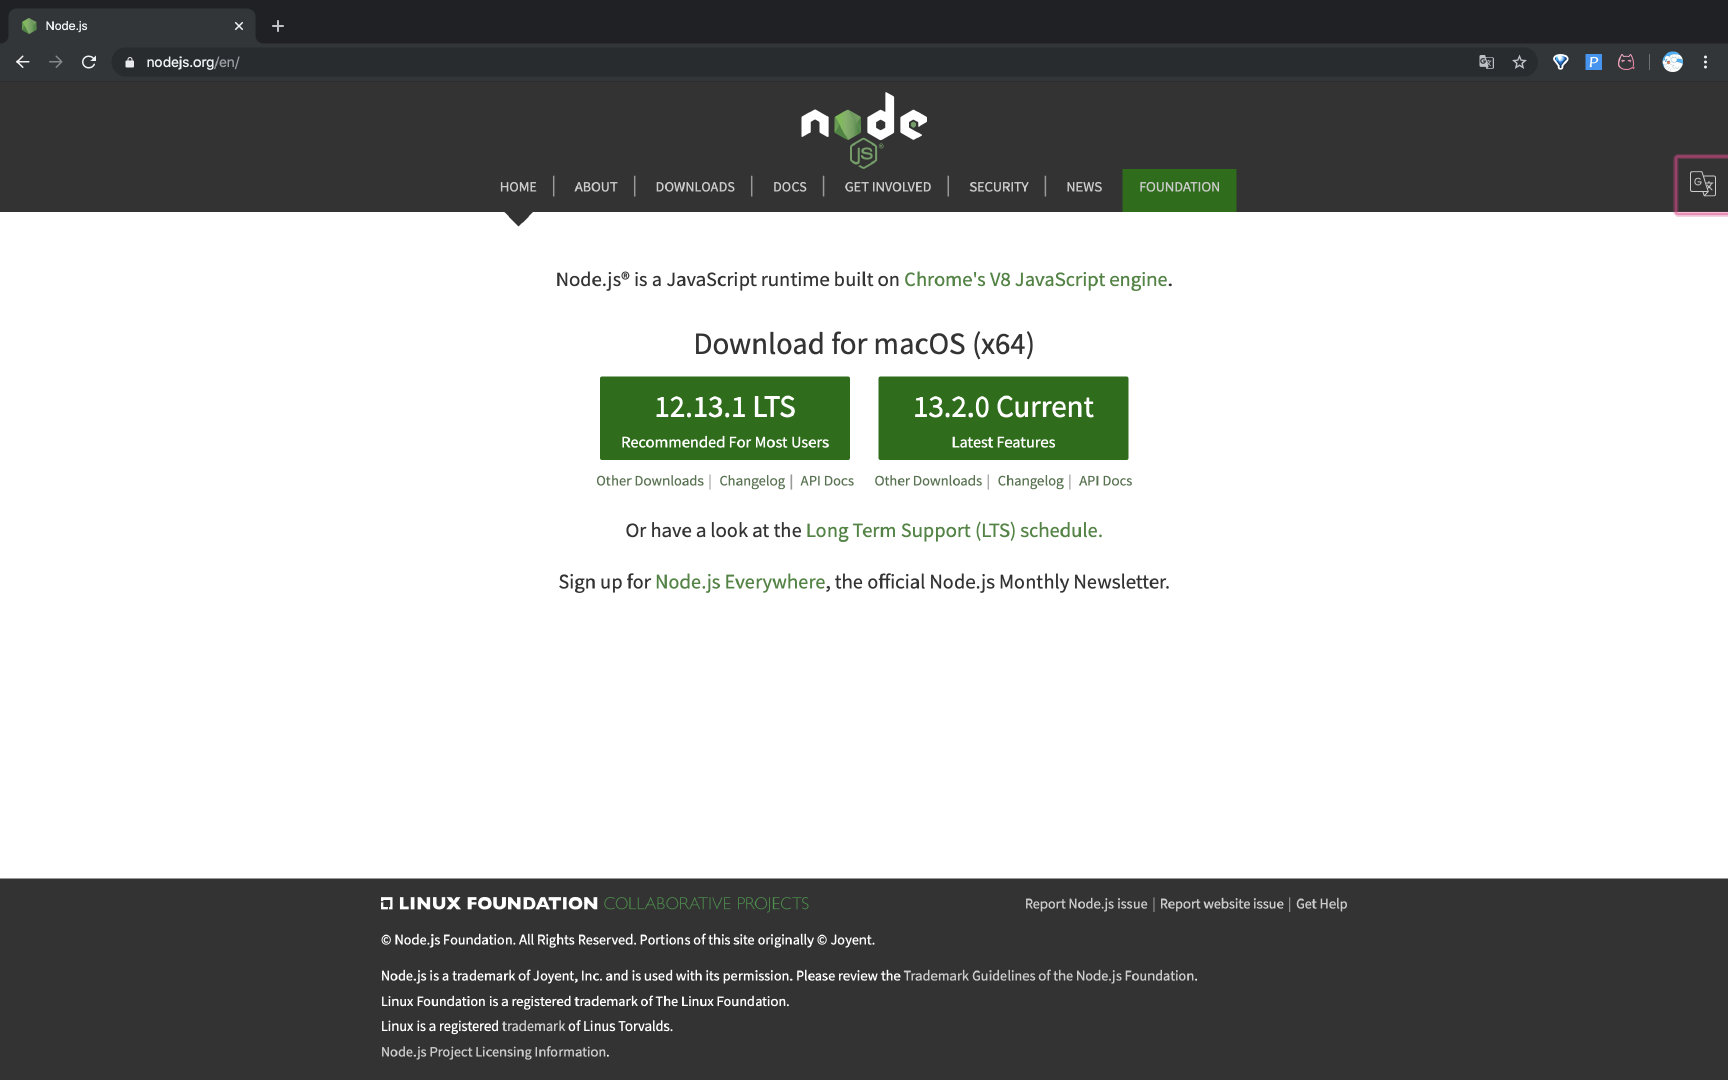 Node.js
nodejs.org/en/
node
JS
HOME ABOUT DOWNLOADS DOCS GET INVOLVED SECURITY NEWS FOUNDATION
Node.js® is a JavaScript runtime built on Chrome's V8 JavaScript engine.
Download for macOS (x64)
12.13.1 LTS
Recommended For Most Users
13.2.0 Current
Latest Features
Other Downloads | Changelog | API Docs
Other Downloads | Changelog | API Docs
Or have a look at the Long Term Support (LTS) schedule.
Sign up for Node.js Everywhere, the official Node.js Monthly Newsletter.
LINUX FOUNDATION COLLABORATIVE PROJECTS
Report Node.js issue | Report website issue | Get Help
© Node.js Foundation. All Rights Reserved. Portions of this site originally © Joyent.
Node.js is a trademark of Joyent, Inc. and is used with its permission. Please review the Trademark Guidelines of the Node.js Foundation.
Linux Foundation is a registered trademark of The Linux Foundation.
Linux is a registered trademark of Linus Torvalds.
Node.js Project Licensing Information.